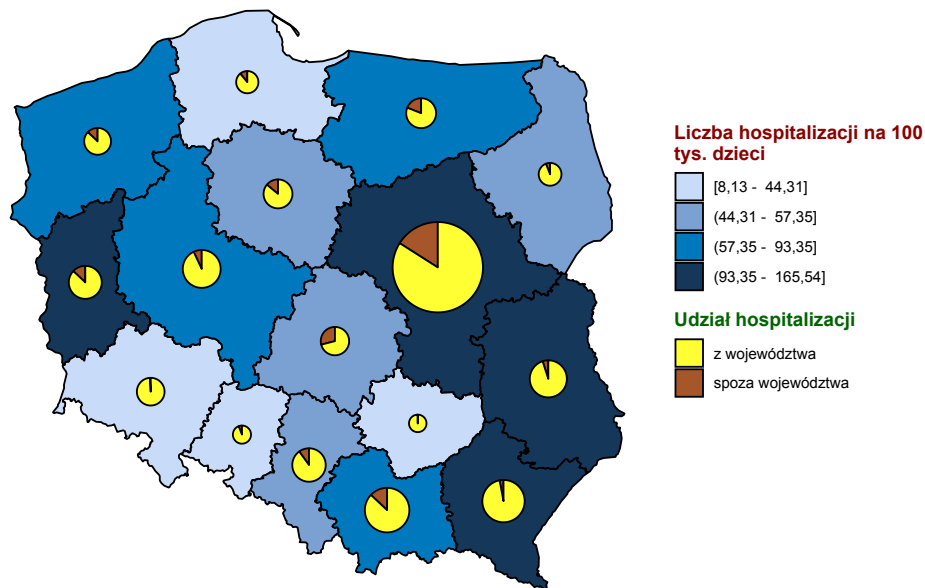 Liczba hospitalizacji na 100
tys. dzieci
[8,13 - 44,31]
(44,31 - 57,35]
(57,35 - 93,35]
(93,35 - 165,54]
Udział hospitalizacji
z województwa
spoza województwa